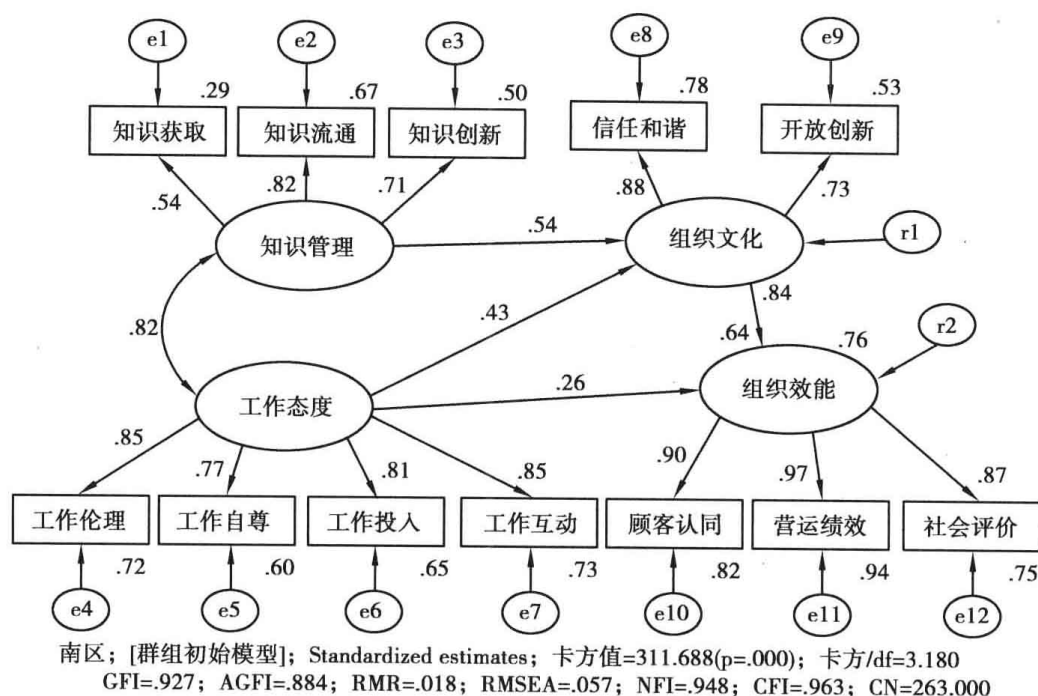 e1 e2 e3 e8 e9
.29 .67 .50 .78 .53
知识获取 知识流通 知识创新 信任和谐 开放创新
.54 .82 .71 .88 .73
知识管理 .54 组织文化 r1
.82 .43 .84
.64 .76 r2
工作态度 .26 组织效能
.85 .77 .81 .85 .90 .97 .87
工作伦理 工作自尊 工作投入 工作互动 顾客认同 营运绩效 社会评价
.72 .60 .65 .73 .82 .94 .75
e4 e5 e6 e7 e10 e11 e12
南区；[群组初始模型]；Standardized estimates；卡方值=311.688(p=.000)；卡方/df=3.180
GFI=.927；AGFI=.884；RMR=.018；RMSEA=.057；NFI=.948；CFI=.963；CN=263.000